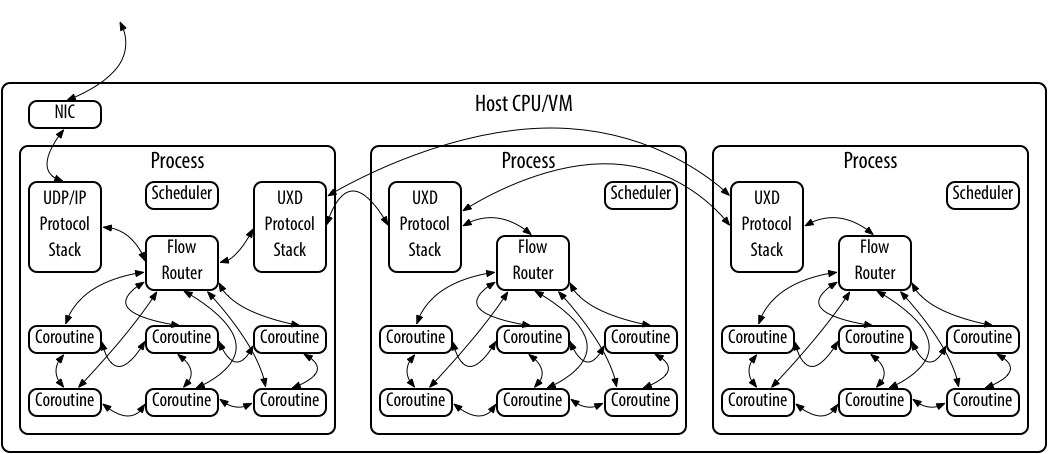 Host CPU/VM
NIC
Process
UDP/IP
Protocol
Stack
Scheduler
UXD
Protocol
Stack
Flow
Router
Coroutine
Coroutine
Coroutine
Coroutine
Coroutine
Coroutine
Process
UXD
Protocol
Stack
Scheduler
Flow
Router
Coroutine
Coroutine
Coroutine
Coroutine
Coroutine
Coroutine
Process
UXD
Protocol
Stack
Scheduler
Flow
Router
Coroutine
Coroutine
Coroutine
Coroutine
Coroutine
Coroutine